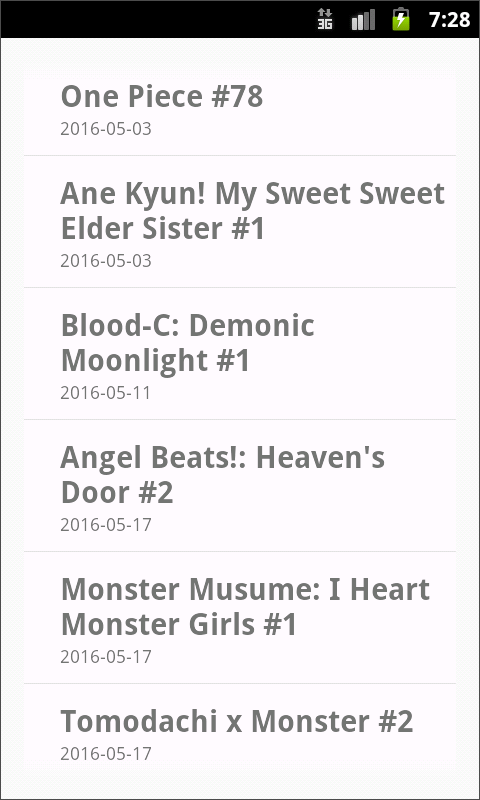 3G 7:28
One Piece #78
2016-05-03
Ane Kyun! My Sweet Sweet
Elder Sister #1
2016-05-03
Blood-C: Demonic
Moonlight #1
2016-05-11
Angel Beats!: Heaven's
Door #2
2016-05-17
Monster Musume: I Heart
Monster Girls #1
2016-05-17
Tomodachi x Monster #2
2016-05-17